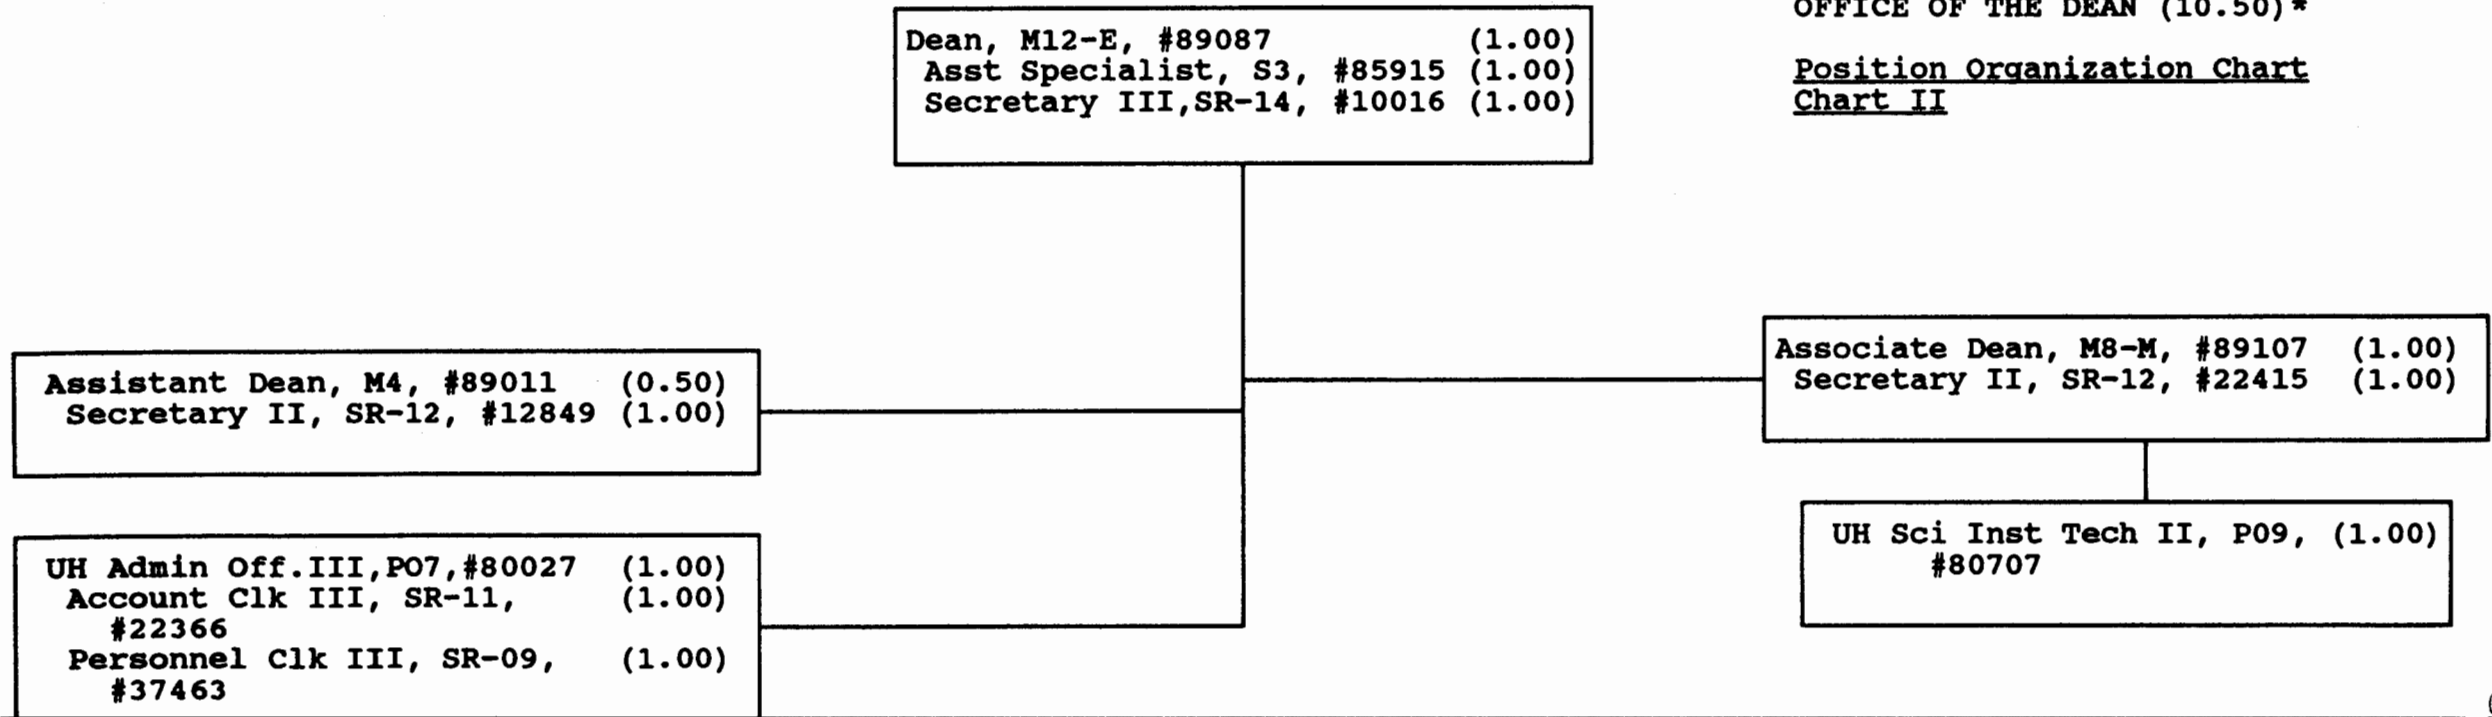 OFFICE OF THE DEAN (10.50)*
Position Organization Chart
Chart II
Dean, M12-E, #89087 (1.00)
Asst Specialist, S3, #85915 (1.00)
Secretary III,SR-14, #10016 (1.00)
Assistant Dean, M4, #89011 (0.50)
Secretary II, SR-12, #12849 (1.00)
Associate Dean, M8-M, #89107 (1.00)
Secretary II, SR-12, #22415 (1.00)
UH Sci Inst Tech II, P09, (1.00)
#80707
UH Admin Off.III,PO7,#80027 (1.00)
Account Clk III, SR-11, (1.00)
#22366
Personnel Clk III, SR-09, (1.00)
#37463